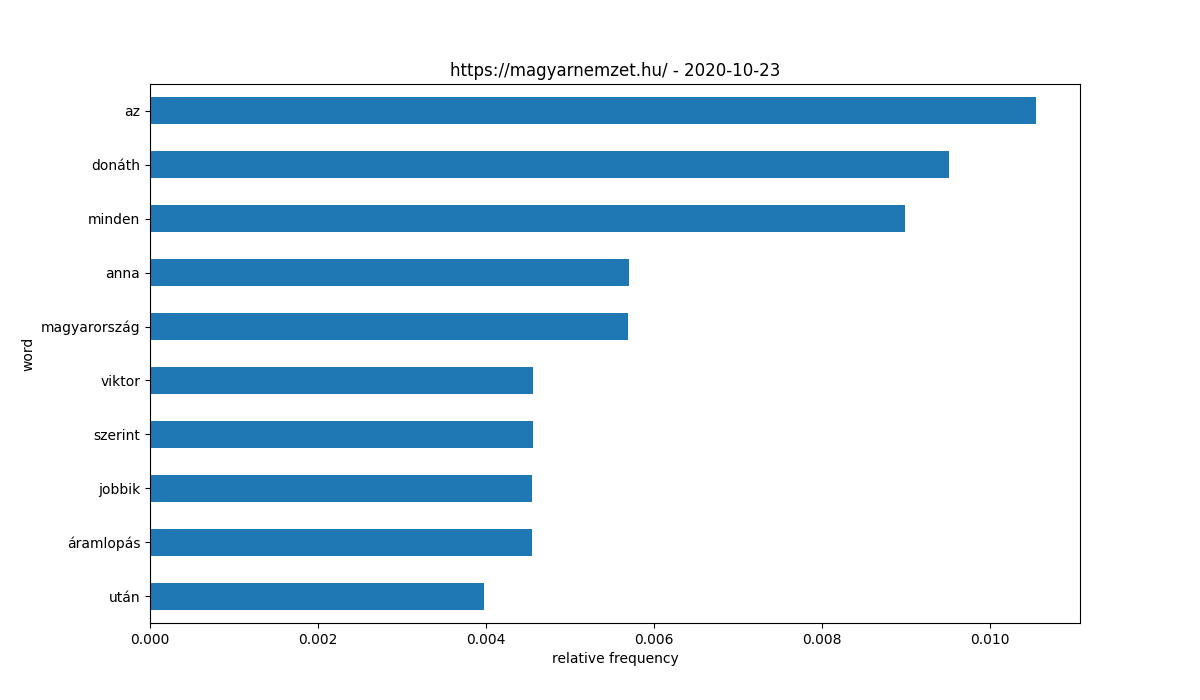 https://magyarnemzet.hu/ - 2020-10-23
az
donáth
minden
anna
magyarország
viktor
szerint
jobbik
áramlopás
után
word
0.000 0.002 0.004 0.006 0.008 0.010
relative frequency